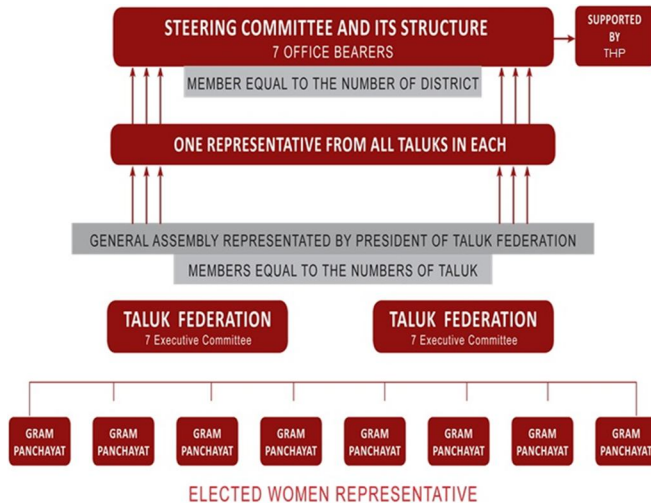 STEERING COMMITTEE AND ITS STRUCTURE
7 OFFICE BEARERS
SUPPORTED
BY
THP
MEMBER EQUAL TO THE NUMBER OF DISTRICT
ONE REPRESENTATIVE FROM ALL TALUKS IN EACH
GENERAL ASSEMBLY REPRESENTATED BY PRESIDENT OF TALUK FEDERATION
MEMBERS EQUAL TO THE NUMBERS OF TALUK
TALUK FEDERATION
7 Executive Committee
TALUK FEDERATION
7 Executive Committee
GRAM
PANCHAYAT
GRAM
PANCHAYAT
GRAM
PANCHAYAT
GRAM
PANCHAYAT
GRAM
PANCHAYAT
GRAM
PANCHAYAT
GRAM
PANCHAYAT
GRAM
PANCHAYAT
ELECTED WOMEN REPRESENTATIVE